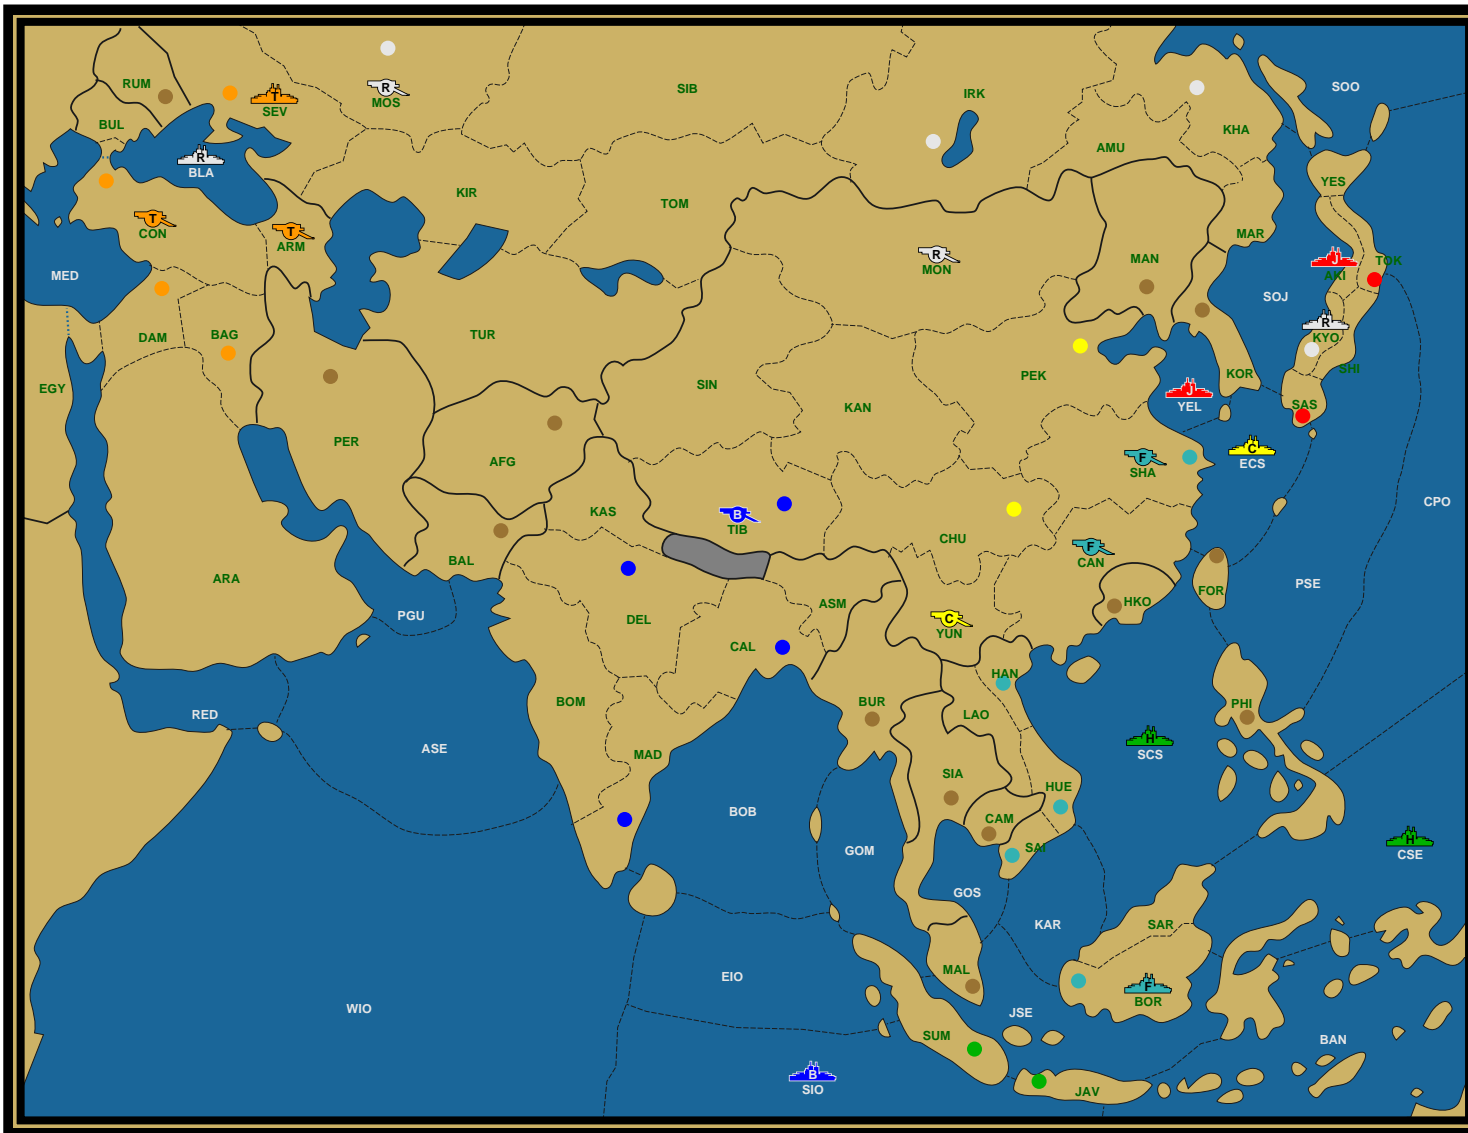 SOO
RUM
T
SEV
R
MOS
SIB
IRK
BUL
KHA
AMU
R
BLA
YES
KIR
TOM
T
CON
T
ARM
MAR
R
MON
MAN
J
AKI
TOK
MED
SOJ
DAM
BAG
TUR
R
KYO
SHI
EGY
SIN
PEK
KOR
J
YEL
KAN
SAS
PER
AFG
F
SHA
C
ECS
CPO
KAS
B
TIB
BAL
CHU
F
CAN
ARA
PSE
FOR
PGU
DEL
ASM
HKO
C
YUN
CAL
HAN
BOM
BUR
LAO
PHI
RED
ASE
MAD
H
SCS
SIA
HUE
BOB
CAM
SAI
H
CSE
GOM
GOS
KAR
SAR
EIO
MAL
F
BOR
WIO
JSE
SUM
BAN
B
SIO
JAV